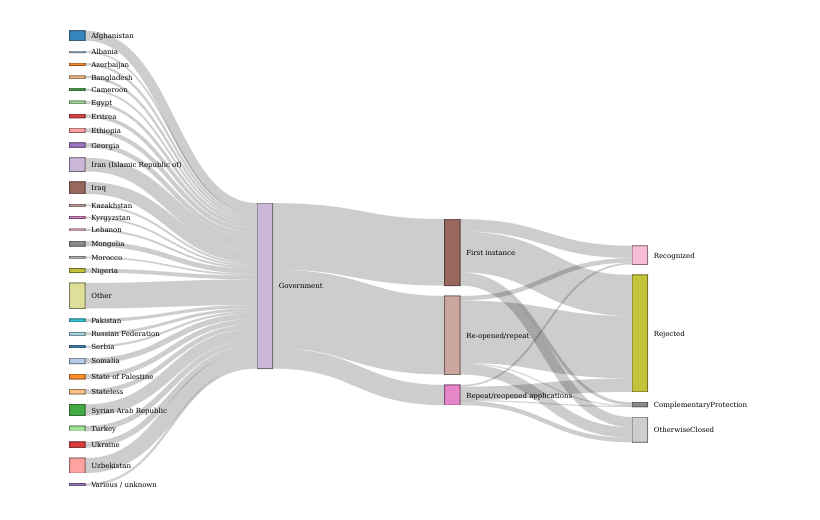 Afghanistan
Albania
Azerbaijan
Bangladesh
Cameroon
Egypt
Eritrea
Ethiopia
Georgia
Iran (Islamic Republic of)
Iraq
Kazakhstan
Kyrgyzstan
Lebanon
Mongolia
Morocco
Nigeria
Other
Pakistan
Russian Federation
Serbia
Somalia
State of Palestine
Stateless
Syrian Arab Republic
Turkey
Ukraine
Uzbekistan
Various / unknown
Government
First instance
Re-opened/repeat
Repeat/reopened applications
Recognized
Rejected
ComplementaryProtection
OtherwiseClosed